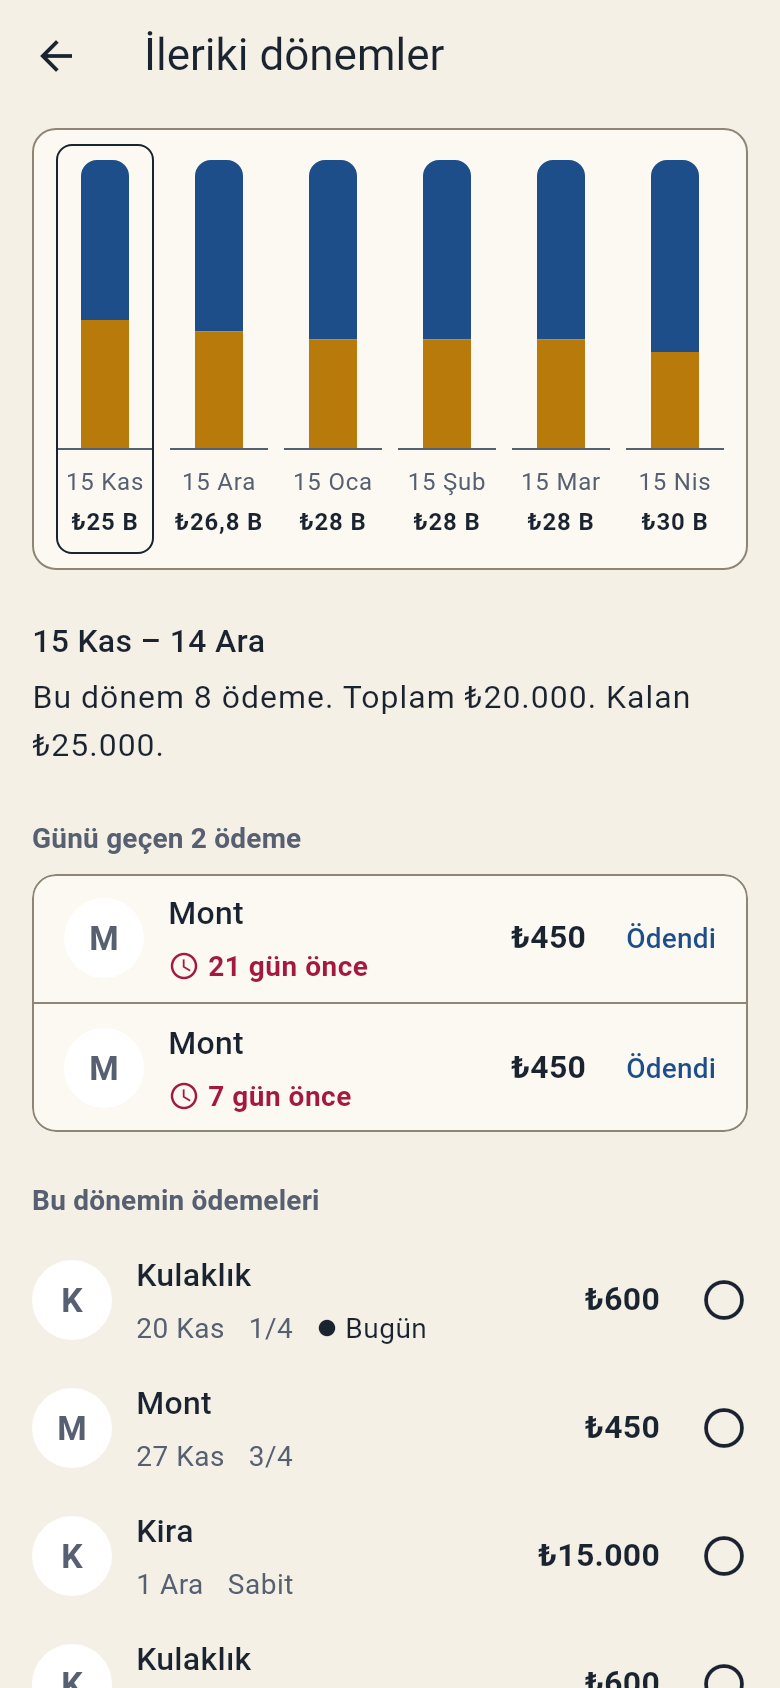 İleriki dönemler
15 Kas 15 Ara 15 Oca 15 Şub 15 Mar 15 Nis
₺25 B ₺26,8 B ₺28 B ₺28 B ₺28 B ₺30 B
15 Kas – 14 Ara
Bu dönem 8 ödeme. Toplam ₺20.000. Kalan
₺25.000.
Günü geçen 2 ödeme
M Mont ₺450 Ödendi
21 gün önce
M Mont ₺450 Ödendi
7 gün önce
Bu dönemin ödemeleri
K Kulaklık ₺600
20 Kas 1/4 Bugün
M Mont ₺450
27 Kas 3/4
K Kira ₺15.000
1 Ara Sabit
K Kulaklık ₺600